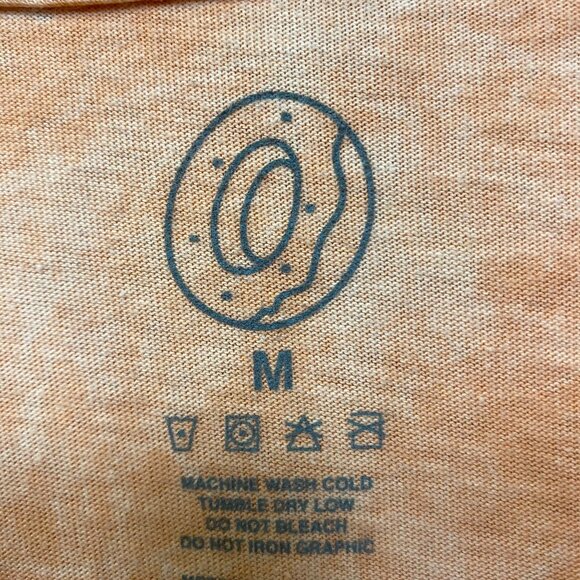 M
MACHINE WASH COLD
TUMBLE DRY LOW
DO NOT BLEACH
DO NOT IRON GRAPHIC